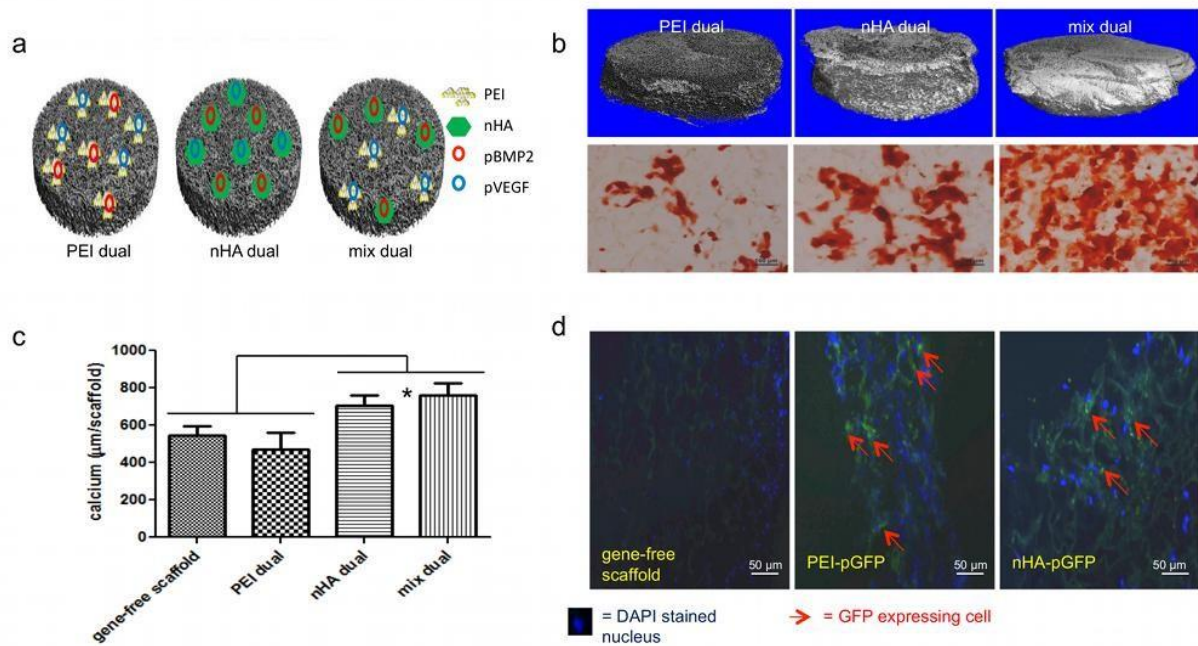 a
PEI
nHA
pBMP2
pVEGF
PEI dual
nHA dual
mix dual
b
PEI dual
nHA dual
mix dual
c
calcium (µm/scaffold)
1000
800
600
400
200
0
*
gene-free scaffold
PEI dual
nHA dual
mix dual
d
gene-free
scaffold
50 µm
PEI-pGFP
50 µm
nHA-pGFP
50 µm
= DAPI stained
nucleus
= GFP expressing cell